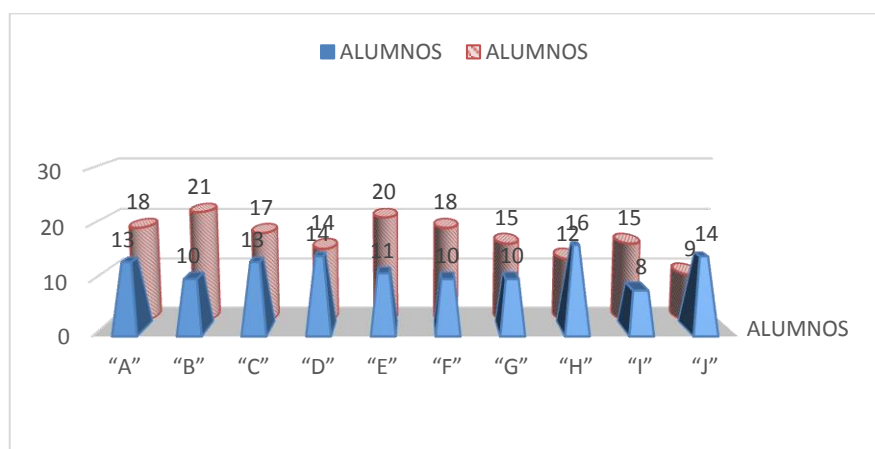 ALUMNOS ALUMNOS
30
20
10
0
18 21 17 14 20 18 15 12 15 9
13 10 13 14 11 10 10 16 8 14
“A” “B” “C” “D” “E” “F” “G” “H” “I” “J”
ALUMNOS